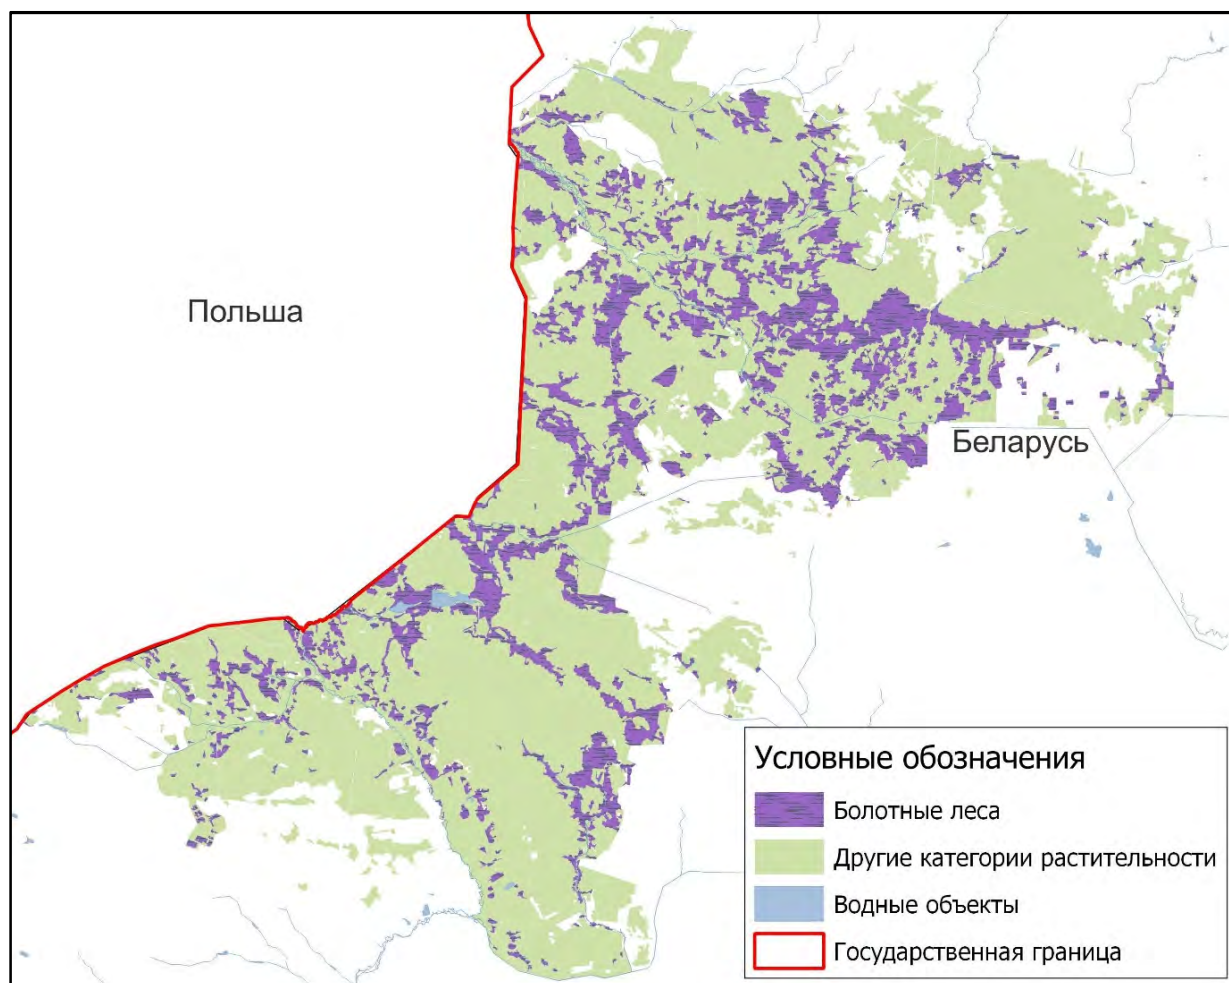 Польша
Беларусь
Условные обозначения
Болотные леса
Другие категории растительности
Водные объекты
Государственная граница